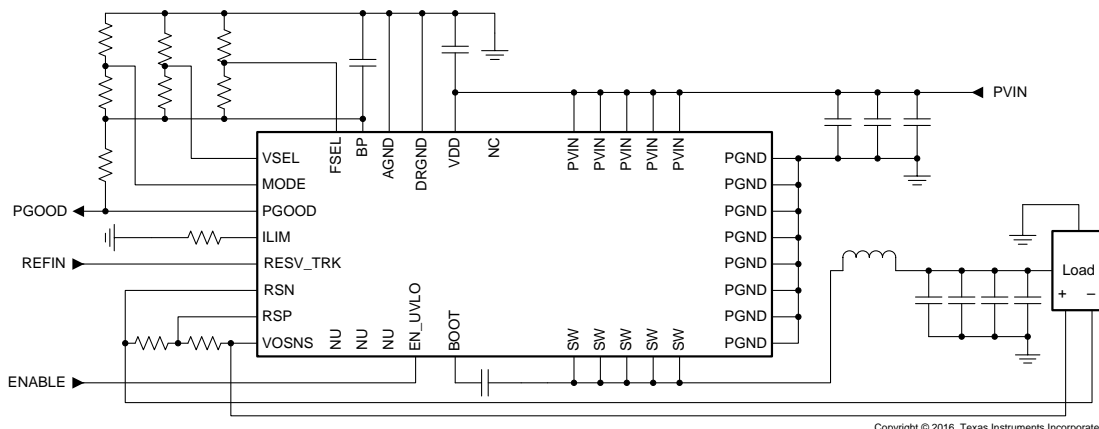 PVIN
FSEL
BP
AGND
DRGND
VDD
NC
PVIN
PVIN
PVIN
PVIN
PVIN
VSEL
MODE
PGOOD
PGOOD
ILIM
REFIN
RESV_TRK
RSN
RSP
VOSNS
PGND
PGND
PGND
PGND
PGND
PGND
PGND
PGND
Load
+ −
NU
NU
NU
EN_UVLO
BOOT
SW
SW
SW
SW
SW
ENABLE
Copyright © 2016, Texas Instruments Incorporate